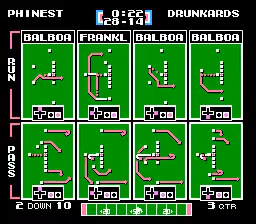 PHINEST 0:22 DRUNKARDS
28-14
BALBOA FRANKL BALBOA BALBOA
RUN
PASS
2 DOWN 10 3 QTR